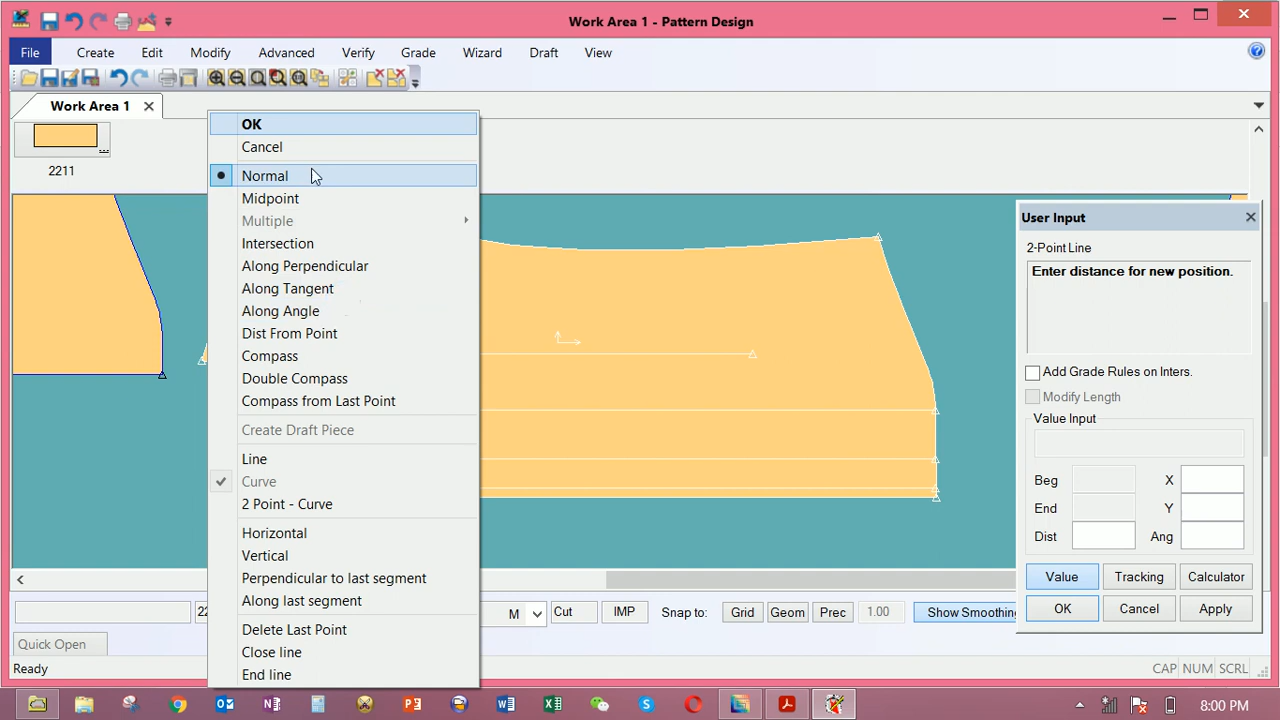 Work Area 1 - Pattern Design
File Create Edit Modify Advanced Verify Grade Wizard Draft View
Work Area 1
2211
OK
Cancel
Normal
Midpoint
Multiple
Intersection
Along Perpendicular
Along Tangent
Along Angle
Dist From Point
Compass
Double Compass
Compass from Last Point
Create Draft Piece
Line
Curve
2 Point - Curve
Horizontal
Vertical
Perpendicular to last segment
Along last segment
Delete Last Point
Close line
End line
User Input
2-Point Line
Enter distance for new position.
Add Grade Rules on Inters.
Modify Length
Value Input
Beg X
End Y
Dist Ang
Value Tracking Calculator
OK Cancel Apply
22 M Cut IMP Snap to: Grid Geom Prec 1.00 Show Smoothing
Quick Open
Ready
CAP NUM SCRL
8:00 PM